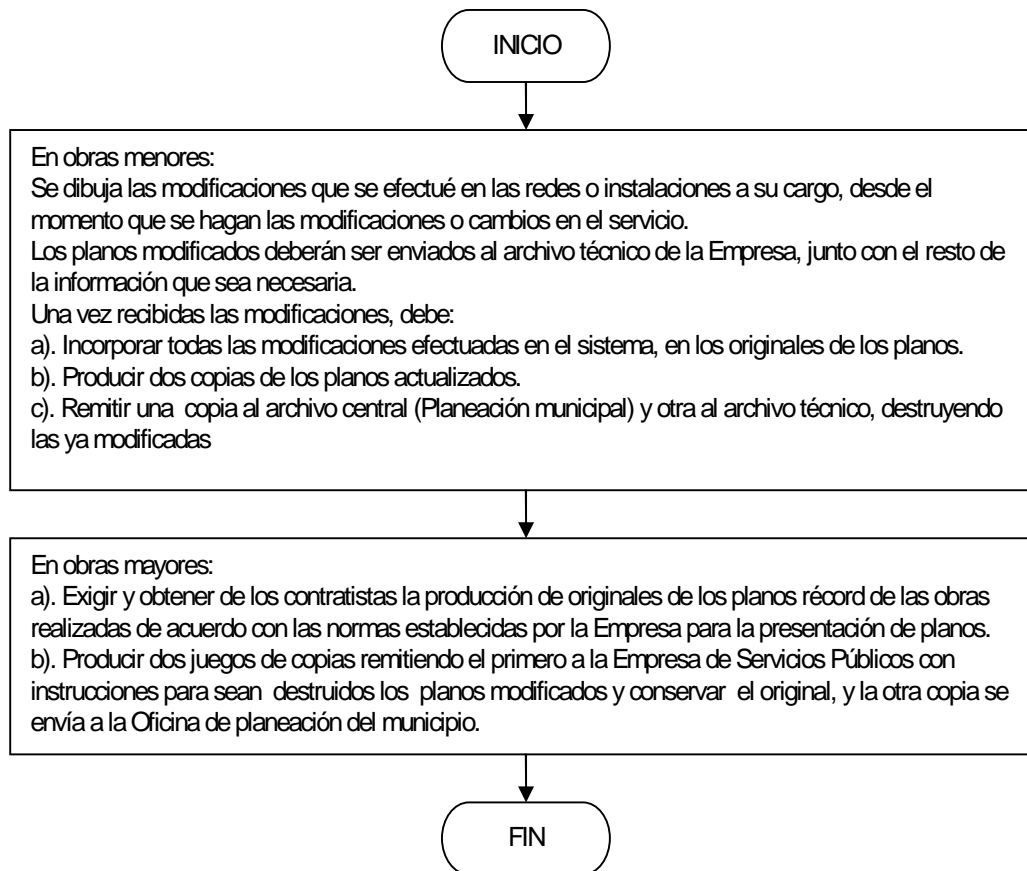 INICIO
En obras menores:
Se dibuja las modificaciones que se efectué en las redes o instalaciones a su cargo, desde el
momento que se hagan las modificaciones o cambios en el servicio.
Los planos modificados deberán ser enviados al archivo técnico de la Empresa, junto con el resto de
la información que sea necesaria.
Una vez recibidas las modificaciones, debe:
a). Incorporar todas las modificaciones efectuadas en el sistema, en los originales de los planos.
b). Producir dos copias de los planos actualizados.
c). Remitir una copia al archivo central (Planeación municipal) y otra al archivo técnico, destruyendo
las ya modificadas
En obras mayores:
a). Exigir y obtener de los contratistas la producción de originales de los planos récord de las obras
realizadas de acuerdo con las normas establecidas por la Empresa para la presentación de planos.
b). Producir dos juegos de copias remitiendo el primero a la Empresa de Servicios Públicos con
instrucciones para sean destruidos los planos modificados y conservar el original, y la otra copia se
envía a la Oficina de planeación del municipio.
FIN